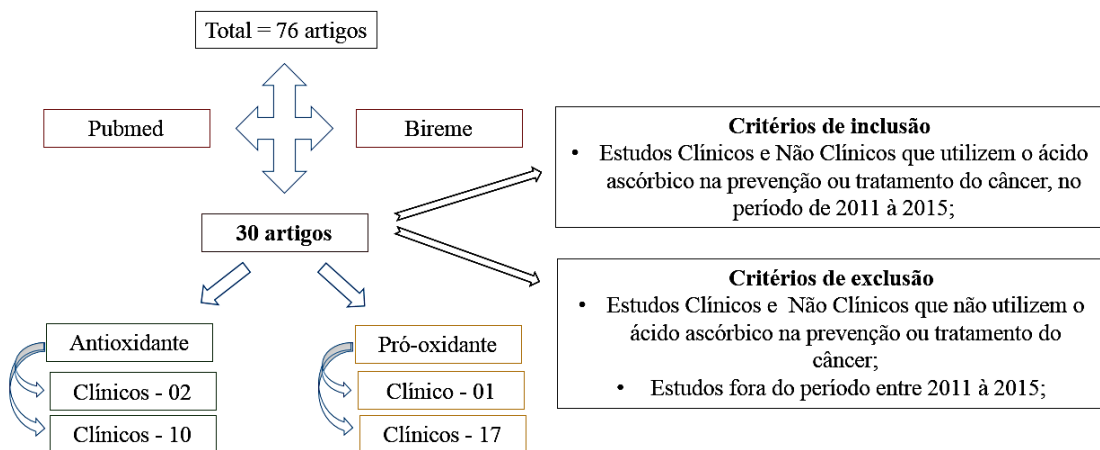 Total = 76 artigos
Pubmed
Bireme
30 artigos
Antioxidante
Clínicos - 02
Clínicos - 10
Pró-oxidante
Clínico - 01
Clínicos - 17
Critérios de inclusão
• Estudos Clínicos e Não Clínicos que utilizem o ácido
ascórbico na prevenção ou tratamento do câncer, no
período de 2011 à 2015;
Critérios de exclusão
• Estudos Clínicos e Não Clínicos que não utilizem o
ácido ascórbico na prevenção ou tratamento do
câncer;
• Estudos fora do período entre 2011 à 2015;